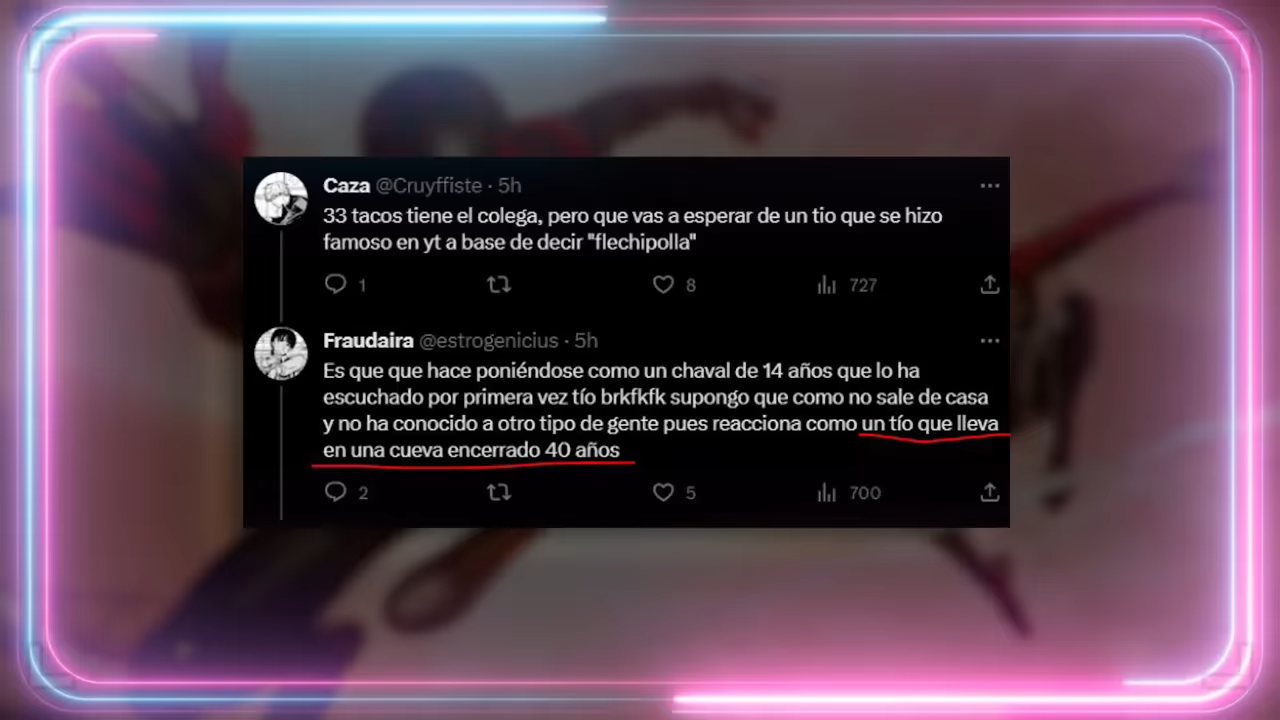 Caza @Cruyffiste · 5h
33 tacos tiene el colega, pero que vas a esperar de un tio que se hizo
famoso en yt a base de decir "flechipolla"
1 8 727
Fraudaira @estrogenicius · 5h
Es que que hace poniéndose como un chaval de 14 años que lo ha
escuchado por primera vez tío brkfkfk supongo que como no sale de casa
y no ha conocido a otro tipo de gente pues reacciona como un tío que lleva
en una cueva encerrado 40 años
2 5 700